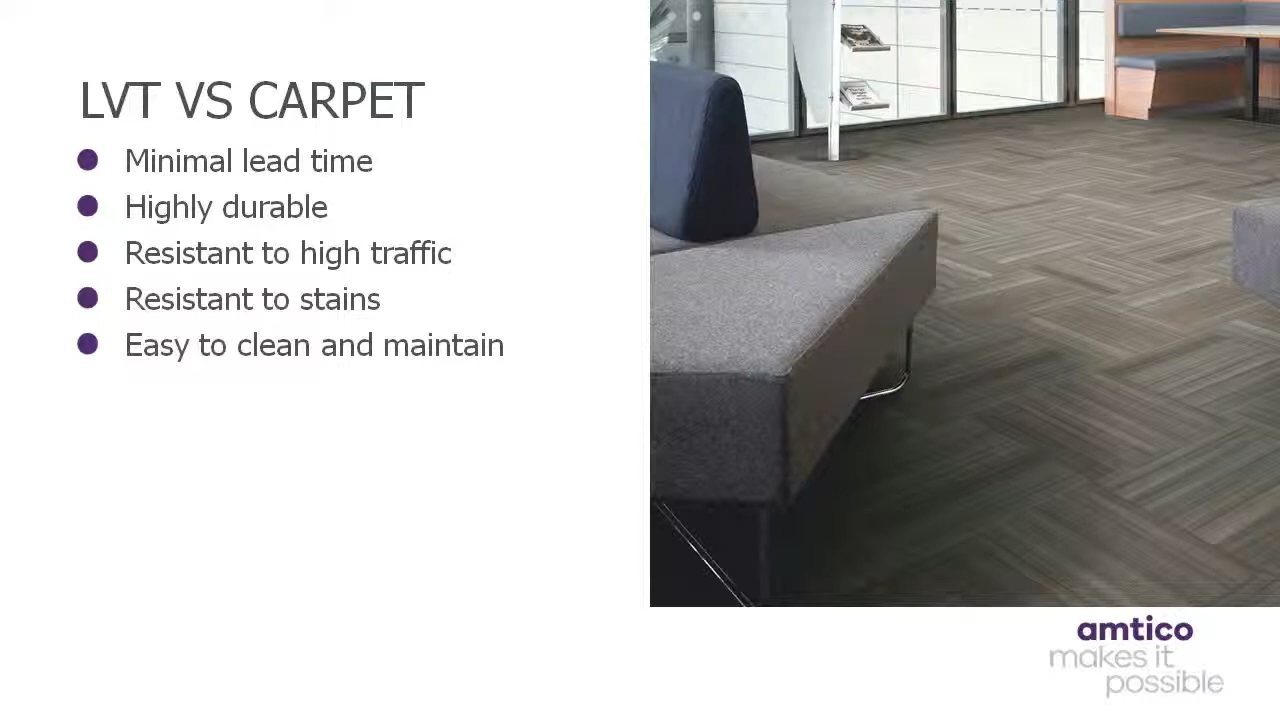 LVT VS CARPET
Minimal lead time
Highly durable
Resistant to high traffic
Resistant to stains
Easy to clean and maintain
amtico
makes it
possible